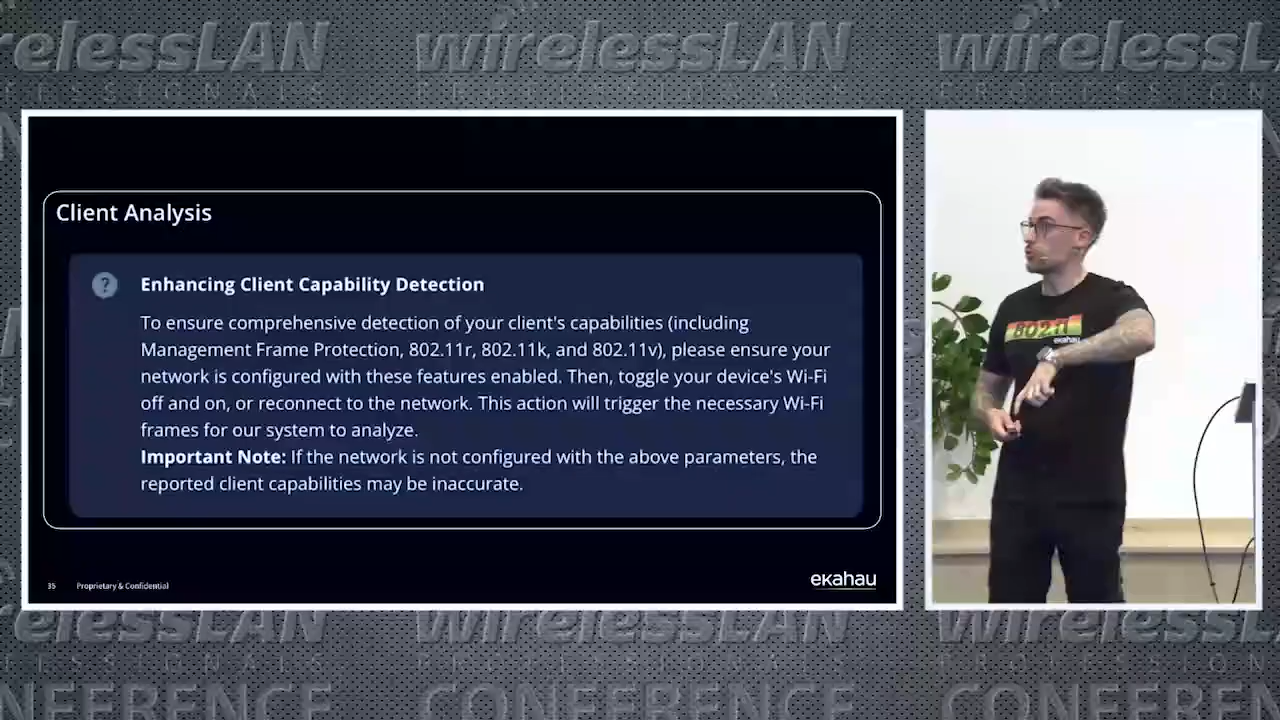 wirelessLAN
PROFESSIONALS
Client Analysis
Enhancing Client Capability Detection
To ensure comprehensive detection of your client's capabilities (including
Management Frame Protection, 802.11r, 802.11k, and 802.11v), please ensure your
network is configured with these features enabled. Then, toggle your device's Wi-Fi
off and on, or reconnect to the network. This action will trigger the necessary Wi-Fi
frames for our system to analyze.
Important Note: If the network is not configured with the above parameters, the
reported client capabilities may be inaccurate.
35 Proprietary & Confidential
ekahau
802.11
ekahau
wirelessLAN
PROFESSIONALS
CONFERENCE